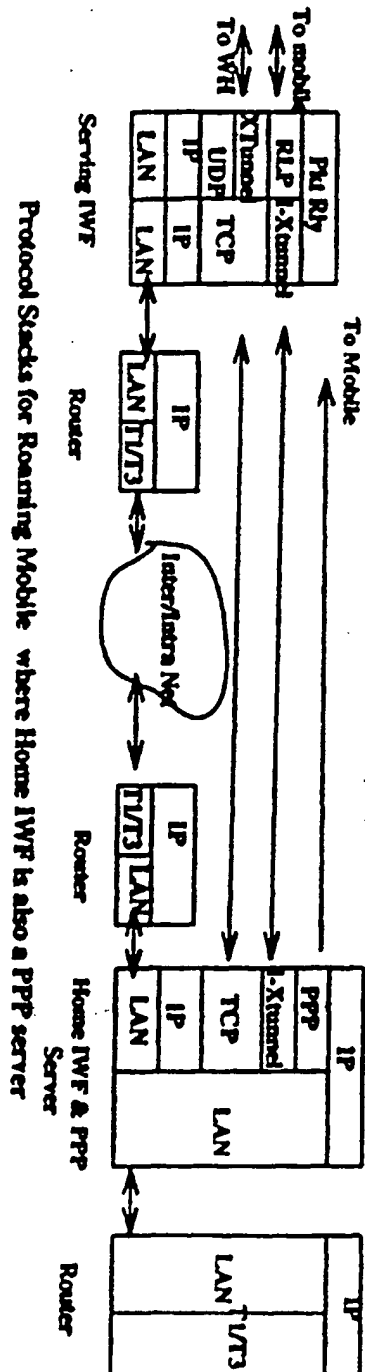 To mobile
To WH
Pkt Rly
RLP
I-Xtunnel
XTunnel
UDP
TCP
IP
IP
LAN
LAN
Serving IWF
To Mobile
IP
LAN
T1/T3
Router
Inter/Intra Net
IP
T1/T3
LAN
Router
IP
PPP
I-Xtunnel
TCP
IP
LAN
LAN
Home IWF & PPP
Server
IP
LAN
T1/T3
Router
Protocol Stacks for Roaming Mobile where Home IWF is also a PPP server